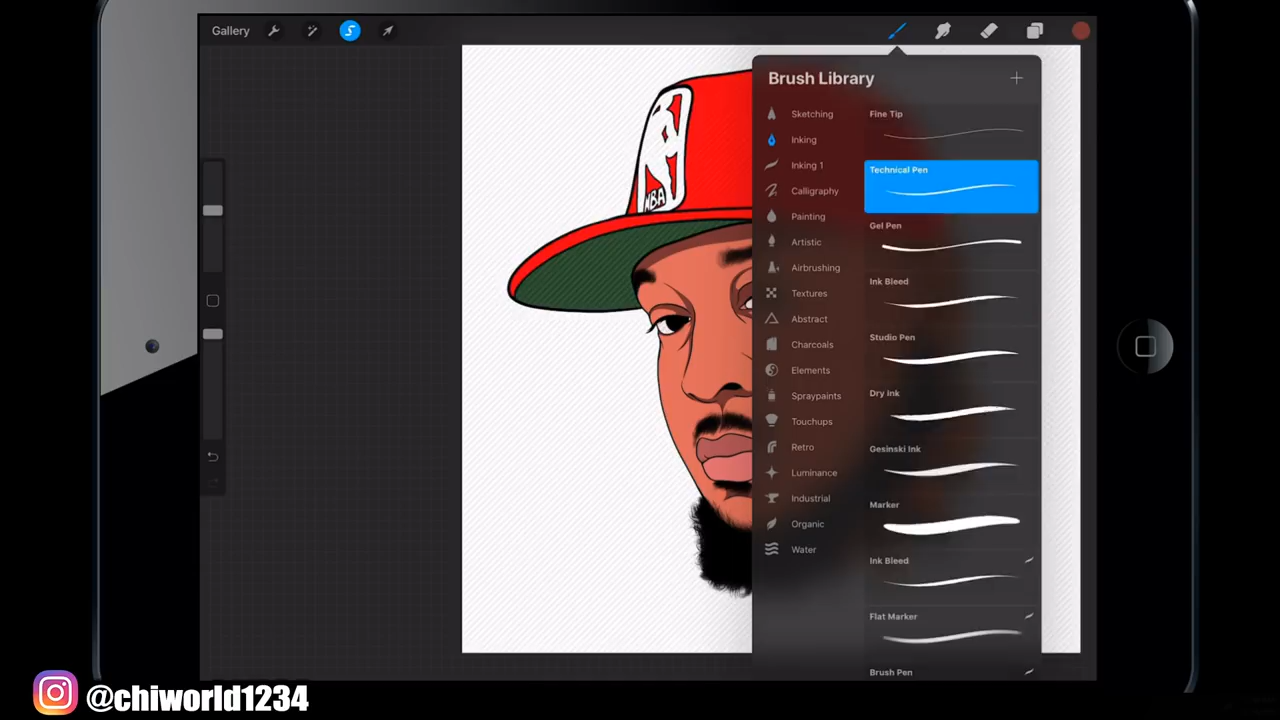 Gallery
Brush Library
Sketching
Inking
Inking 1
Calligraphy
Painting
Artistic
Airbrushing
Textures
Abstract
Charcoals
Elements
Spraypaints
Touchups
Retro
Luminance
Industrial
Organic
Water
Fine Tip
Technical Pen
Gel Pen
Ink Bleed
Studio Pen
Dry Ink
Gesinski Ink
Marker
Ink Bleed
Flat Marker
Brush Pen
NBA
@chiworld1234